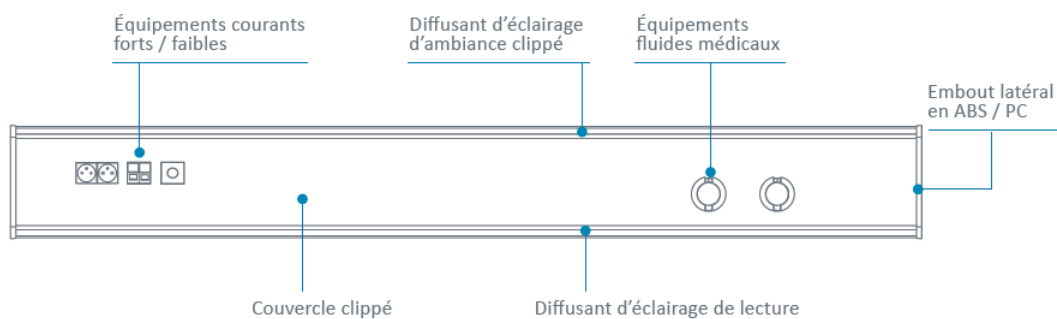 Équipements courants
forts / faibles
Diffusant d’éclairage
d’ambiance clippé
Équipements
fluides médicaux
Embout latéral
en ABS / PC
Couvercle clippé
Diffusant d’éclairage de lecture